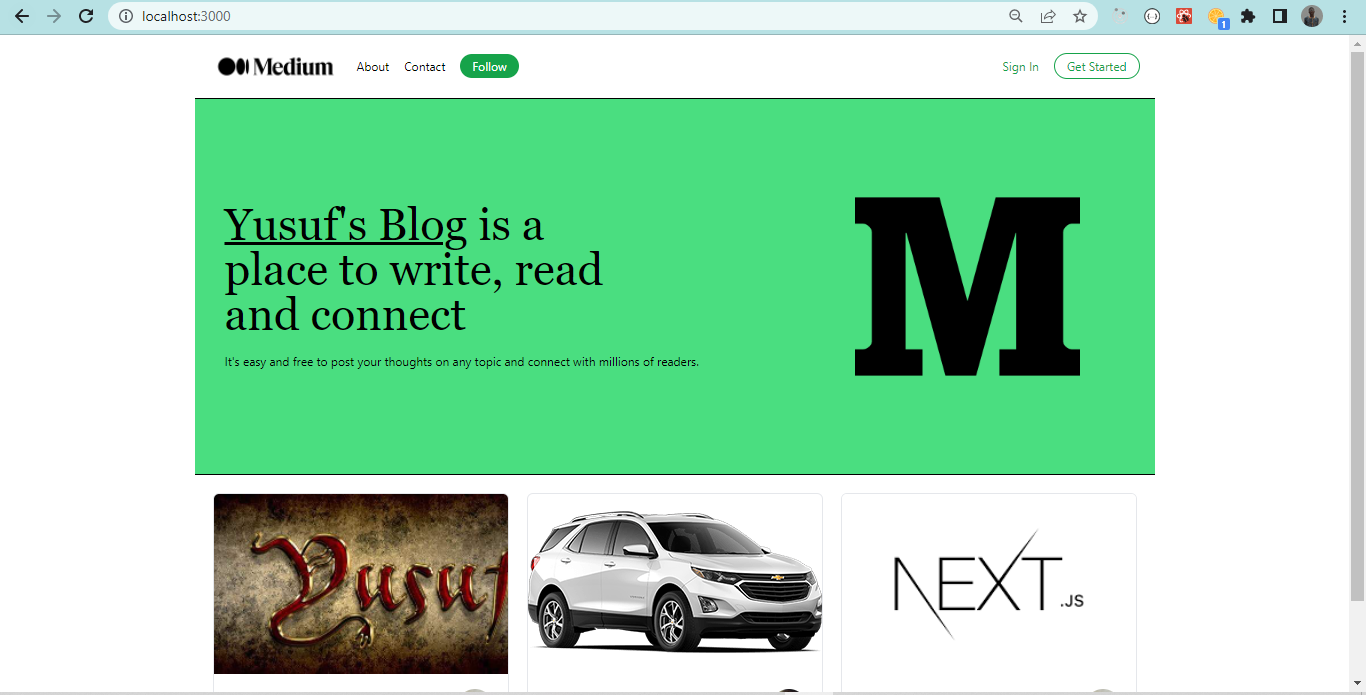 localhost:3000
1
Medium
About
Contact
Follow
Sign In
Get Started
Yusuf's Blog is a
place to write, read
and connect
It's easy and free to post your thoughts on any topic and connect with millions of readers.
M
Yusuf
NEXT.JS